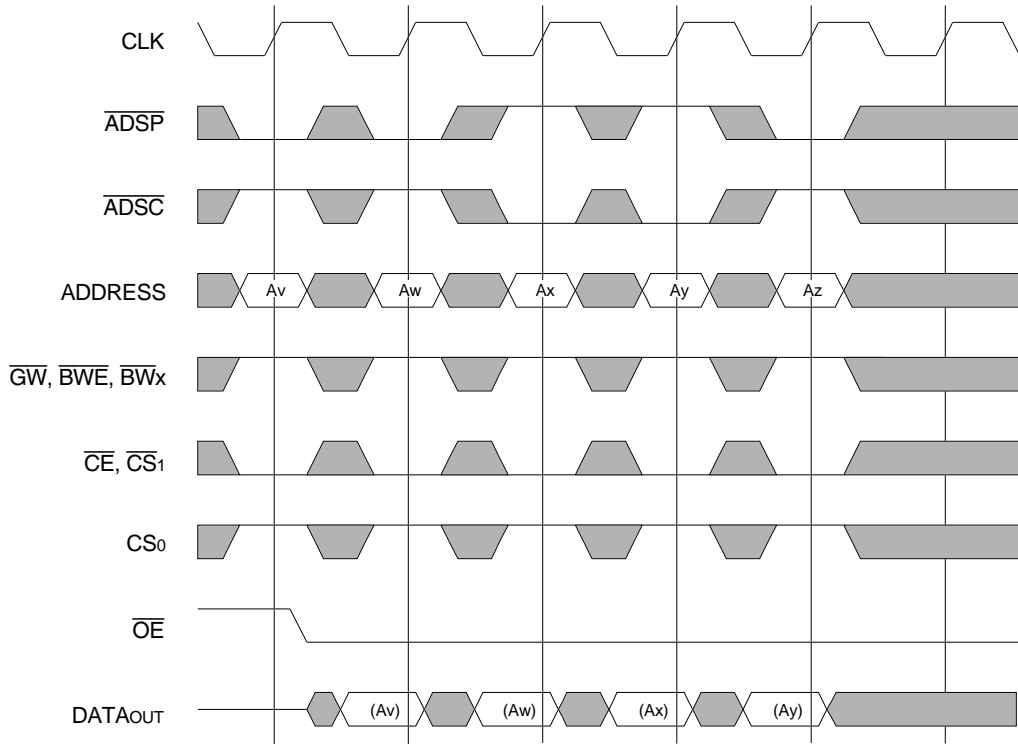 CLK
ADSP
ADSC
ADDRESS Av Aw Ax Ay Az
GW, BWE, BWx
CE, CS1
CS0
OE
DATAOUT (Av) (Aw) (Ax) (Ay)